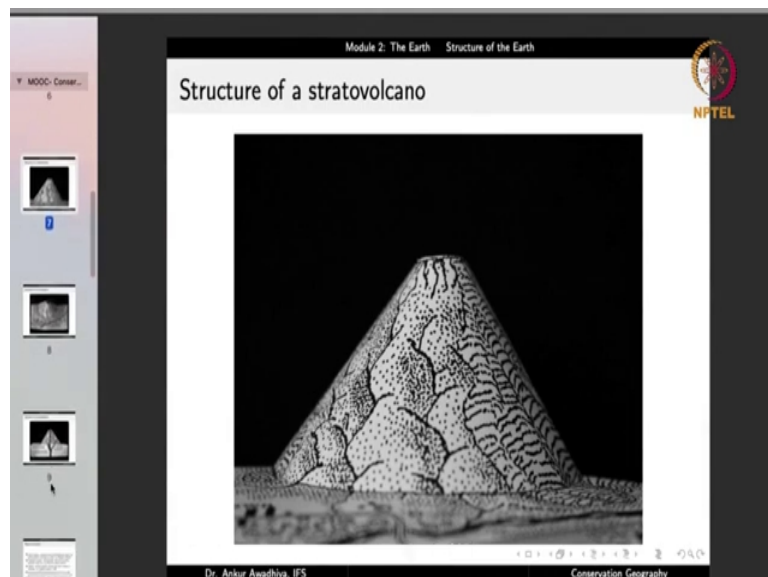 Module 2: The Earth Structure of the Earth
MOOC- Conser...
6
Structure of a stratovolcano
NPTEL
7
8
9
Dr. Ankur Awadhiya, IFS Conservation Geography